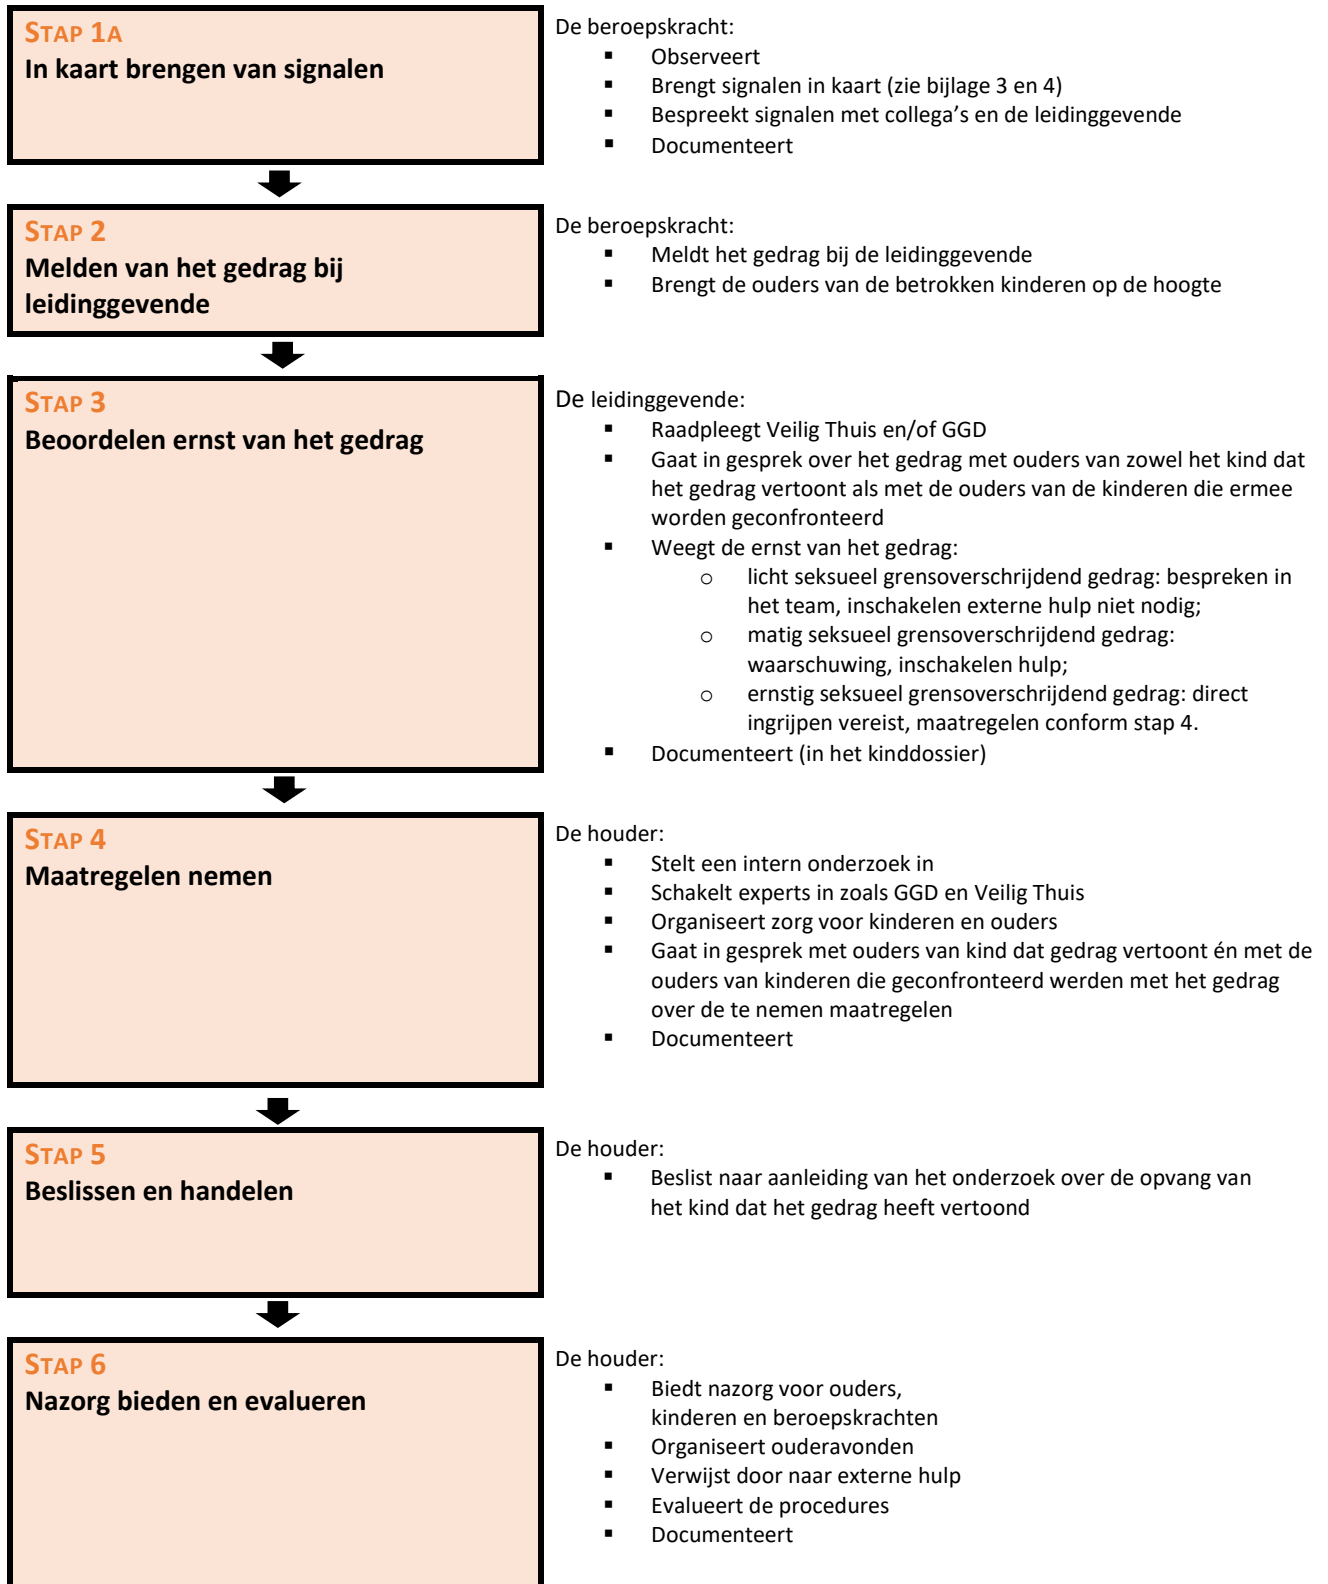 STAP 1A
In kaart brengen van signalen
De beroepskracht:
▪ Observeert
▪ Brengt signalen in kaart (zie bijlage 3 en 4)
▪ Bespreekt signalen met collega’s en de leidinggevende
▪ Documenteert
STAP 2
Melden van het gedrag bij
leidinggevende
De beroepskracht:
▪ Meldt het gedrag bij de leidinggevende
▪ Brengt de ouders van de betrokken kinderen op de hoogte
STAP 3
Beoordelen ernst van het gedrag
De leidinggevende:
▪ Raadpleegt Veilig Thuis en/of GGD
▪ Gaat in gesprek over het gedrag met ouders van zowel het kind dat
het gedrag vertoont als met de ouders van de kinderen die ermee
worden geconfronteerd
▪ Weegt de ernst van het gedrag:
o licht seksueel grensoverschrijdend gedrag: bespreken in
het team, inschakelen externe hulp niet nodig;
o matig seksueel grensoverschrijdend gedrag:
waarschuwing, inschakelen hulp;
o ernstig seksueel grensoverschrijdend gedrag: direct
ingrijpen vereist, maatregelen conform stap 4.
▪ Documenteert (in het kinddossier)
STAP 4
Maatregelen nemen
De houder:
▪ Stelt een intern onderzoek in
▪ Schakelt experts in zoals GGD en Veilig Thuis
▪ Organiseert zorg voor kinderen en ouders
▪ Gaat in gesprek met ouders van kind dat gedrag vertoont én met de
ouders van kinderen die geconfronteerd werden met het gedrag
over de te nemen maatregelen
▪ Documenteert
STAP 5
Beslissen en handelen
De houder:
▪ Beslist naar aanleiding van het onderzoek over de opvang van
het kind dat het gedrag heeft vertoond
STAP 6
Nazorg bieden en evalueren
De houder:
▪ Biedt nazorg voor ouders,
kinderen en beroepskrachten
▪ Organiseert ouderavonden
▪ Verwijst door naar externe hulp
▪ Evalueert de procedures
▪ Documenteert